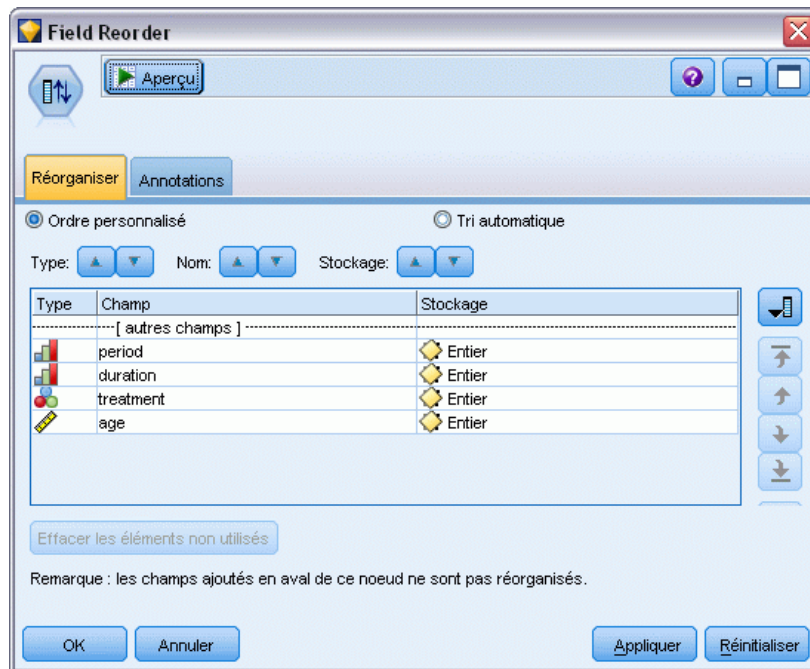 Field Reorder
Aperçu
Réorganiser Annotations
Ordre personnalisé Tri automatique
Type: Nom: Stockage:
Type Champ Stockage
[ autres champs ]
period Entier
duration Entier
treatment Entier
age Entier
Effacer les éléments non utilisés
Remarque : les champs ajoutés en aval de ce noeud ne sont pas réorganisés.
OK Annuler Appliquer Réinitialiser